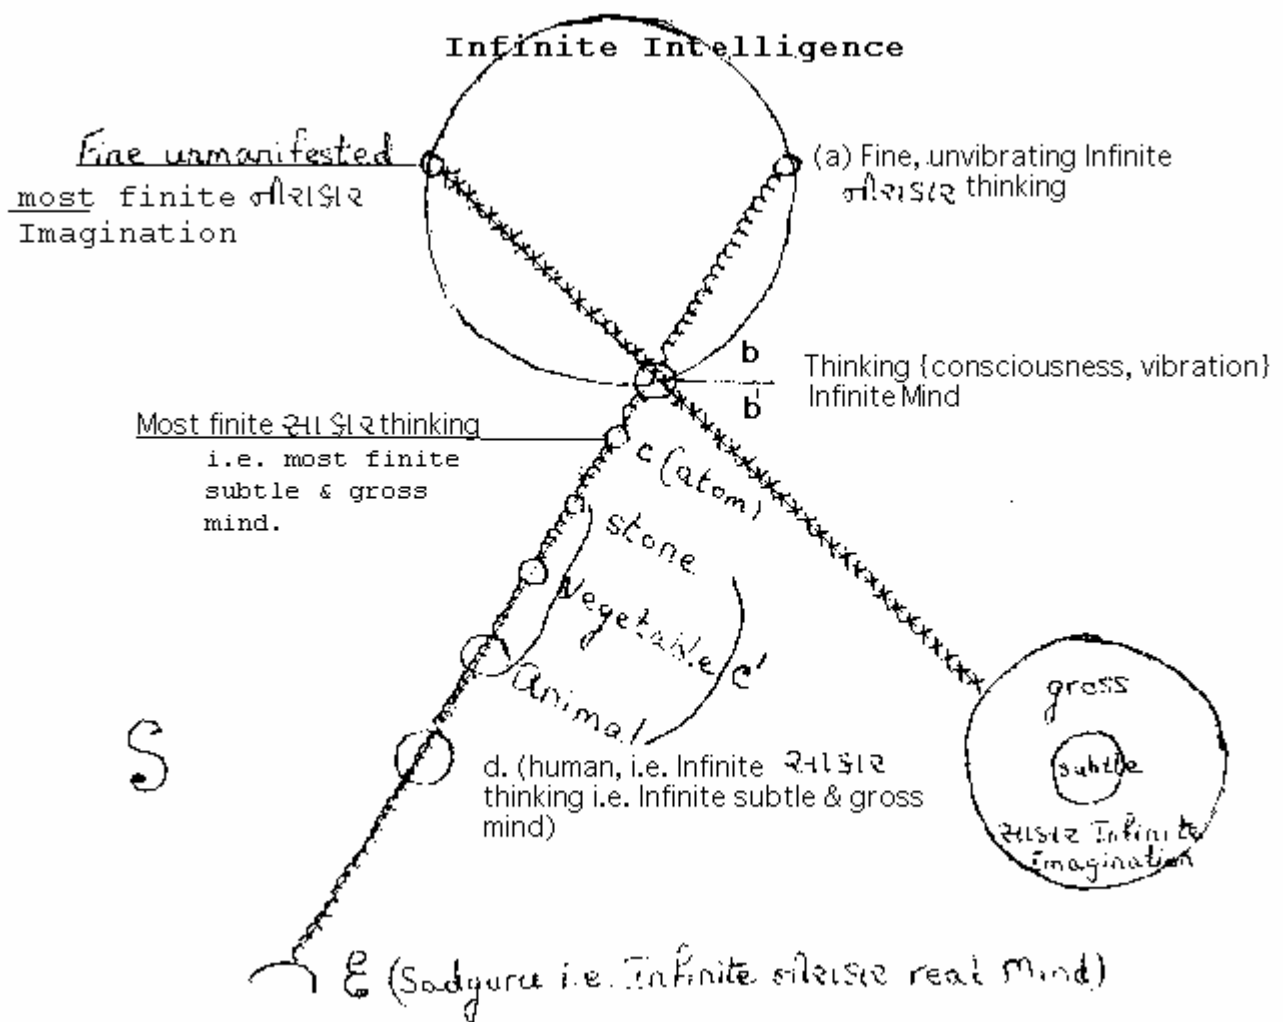 Infinite Intelligence
Fine unmanifested
most finite નીરાકાર
Imagination
(a) Fine, unvibrating Infinite
નીરાકાર thinking
b
b'
Thinking {consciousness, vibration}
Infinite Mind
Most finite સાકાર thinking
i.e. most finite
subtle & gross
mind.
c (atom)
stone
vegetable
animal
c'
S
d. (human, i.e. Infinite સાકાર
thinking i.e. Infinite subtle & gross
mind)
gross
subtle
સાકાર Infinite
imagination
E (Sadguru i.e. Infinite નીરાકાર real Mind)